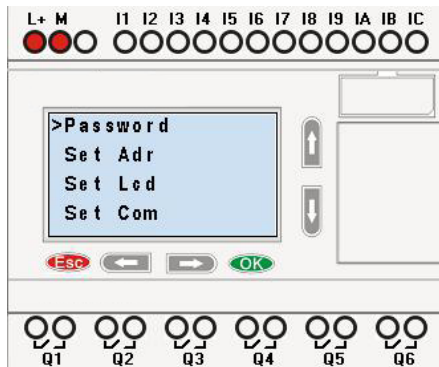 L+ M I1 I2 I3 I4 I5 I6 I7 I8 I9 IA IB IC
>Password
Set Adr
Set Lcd
Set Com
Esc OK
Q1 Q2 Q3 Q4 Q5 Q6